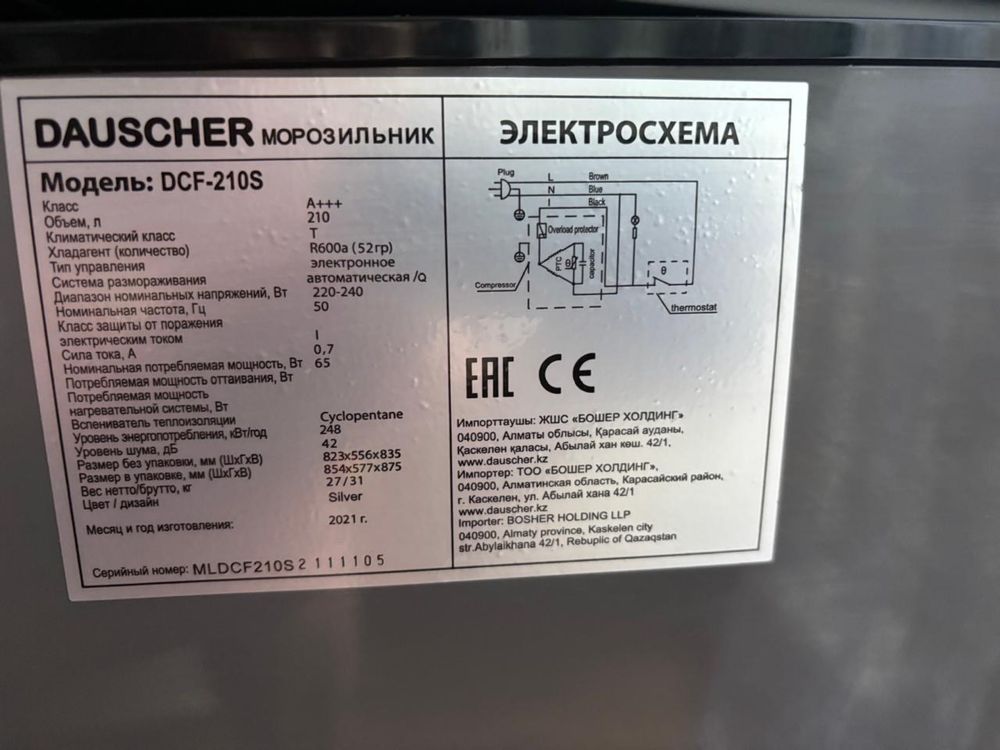 DAUSCHER МОРОЗИЛЬНИК
Модель: DCF-210S
Класс A+++
Объем, л 210
Климатический класс T
Хладагент (количество) R600a (52гр)
Тип управления электронное
Система размораживания автоматическая /Q
Диапазон номинальных напряжений, Вт 220-240
Номинальная частота, Гц 50
Класс защиты от поражения
электрическим током I
Сила тока, А 0,7
Номинальная потребляемая мощность, Вт 65
Потребляемая мощность оттаивания, Вт
Потребляемая мощность
нагревательной системы, Вт
Вспениватель теплоизоляции Cyclopentane
Уровень энергопотребления, кВт/год 248
Уровень шума, дБ 42
Размер без упаковки, мм (ШхГхВ) 823x556x835
Размер в упаковке, мм (ШхГхВ) 854x577x875
Вес нетто/брутто, кг 27/31
Цвет / дизайн Silver
Месяц и год изготовления: 2021 г.
Серийный номер: MLDCF210S2111105
ЭЛЕКТРОСХЕМА
Plug
L Brown
N Blue
Black
Overload protector
PTC
θ
capacitor
θ
Compressor
thermostat
EAC CE
Импорттаушы: ЖШС «БОШЕР ХОЛДИНГ»
040900, Алматы облысы, Қарасай ауданы,
Қаскелен қаласы, Абылай хан көш. 42/1,
www.dauscher.kz
Импортер: ТОО «БОШЕР ХОЛДИНГ»,
040900, Алматинская область, Карасайский район,
г. Каскелен, ул. Абылай хана 42/1
www.dauscher.kz
Importer: BOSHER HOLDING LLP
040900, Almaty province, Kaskelen city
str.Abylaikhana 42/1, Rebuplic of Qazaqstan